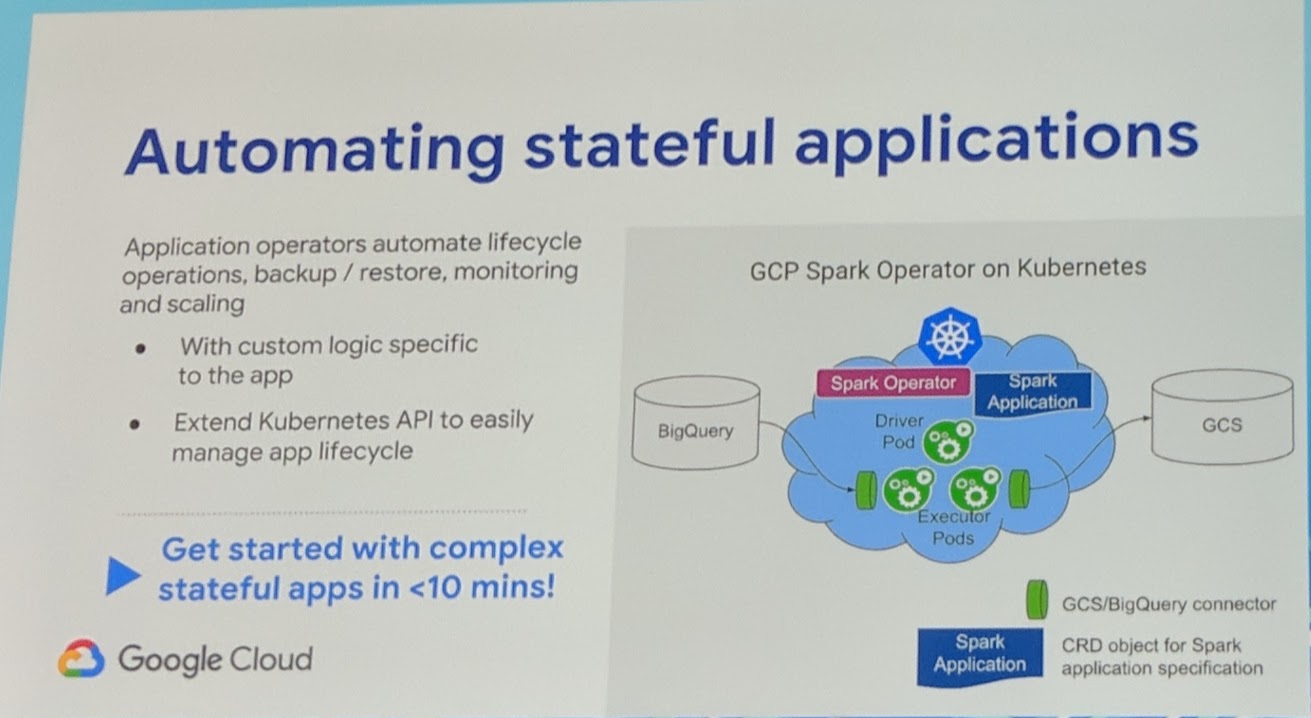 Automating stateful applications
Application operators automate lifecycle
operations, backup / restore, monitoring
and scaling
● With custom logic specific
to the app
● Extend Kubernetes API to easily
manage app lifecycle
Get started with complex
stateful apps in <10 mins!
Google Cloud
GCP Spark Operator on Kubernetes
Spark Operator
Spark
Application
BigQuery
Driver
Pod
GCS
Executor
Pods
GCS/BigQuery connector
Spark
Application
CRD object for Spark
application specification